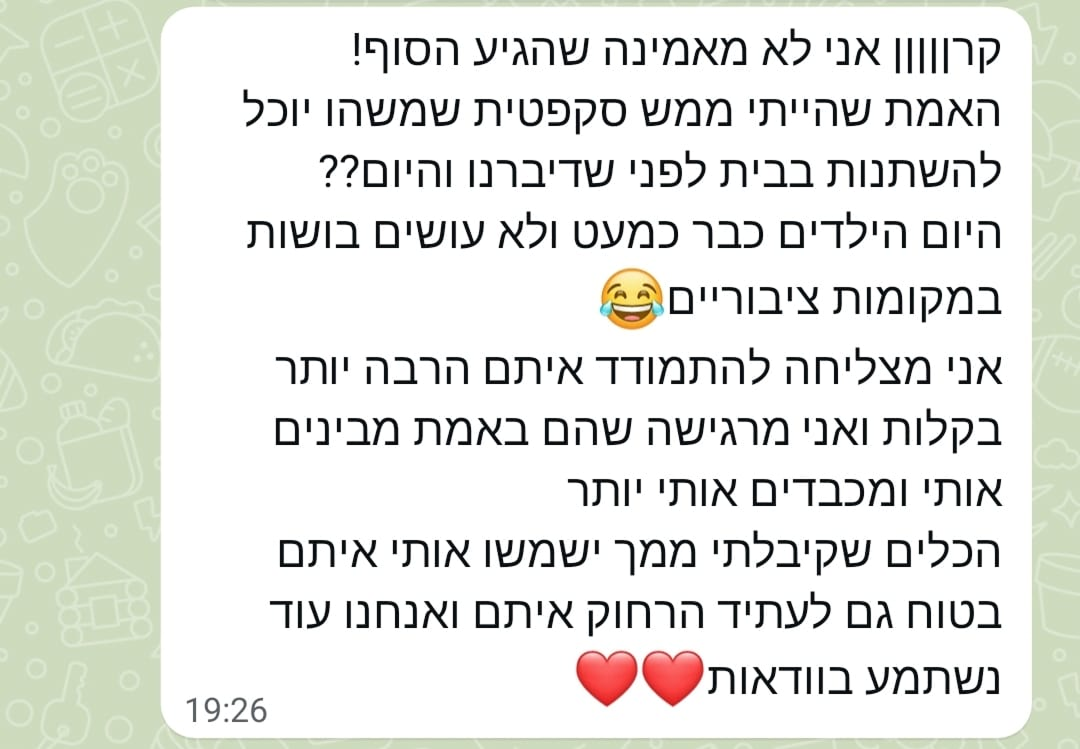 קרןןןןן אני לא מאמינה שהגיע הסוף!
האמת שהייתי ממש סקפטית שמשהו יוכל
להשתנות בבית לפני שדיברנו והיום??
היום הילדים כבר כמעט ולא עושים בושות
במקומות ציבוריים😂
אני מצליחה להתמודד איתם הרבה יותר
בקלות ואני מרגישה שהם באמת מבינים
אותי ומכבדים אותי יותר
הכלים שקיבלתי ממך ישמשו אותי איתם
בטוח גם לעתיד הרחוק איתם ואנחנו עוד
נשתמע בוודאות❤️❤️
19:26